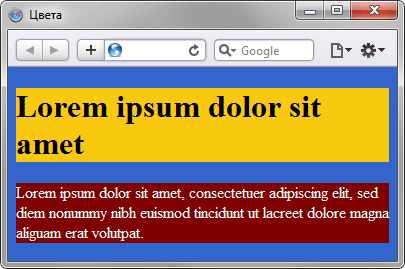 Цвета
Google
Lorem ipsum dolor sit
amet
Lorem ipsum dolor sit amet, consectetuer adipiscing elit, sed
diem nonummy nibh euismod tincidunt ut lacreet dolore magna
aliguam erat volutpat.